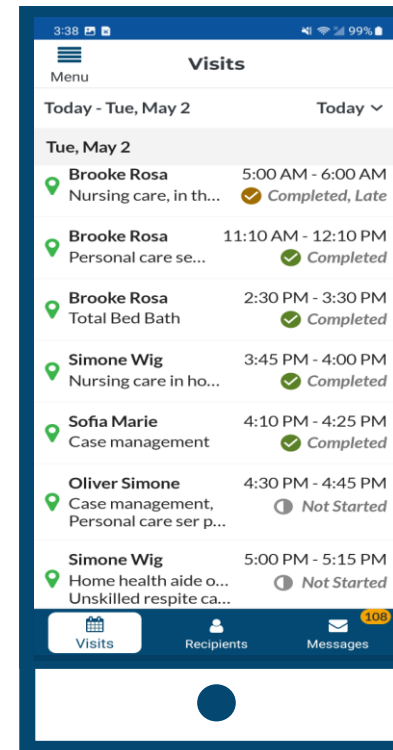 3:38 99%
Menu
Visits
Today - Tue, May 2 Today
Tue, May 2
Brooke Rosa 5:00 AM - 6:00 AM
Nursing care, in th... Completed, Late
Brooke Rosa 11:10 AM - 12:10 PM
Personal care se... Completed
Brooke Rosa 2:30 PM - 3:30 PM
Total Bed Bath Completed
Simone Wig 3:45 PM - 4:00 PM
Nursing care in ho... Completed
Sofia Marie 4:10 PM - 4:25 PM
Case management Completed
Oliver Simone 4:30 PM - 4:45 PM
Case management, Not Started
Personal care ser p...
Simone Wig 5:00 PM - 5:15 PM
Home health aide o... Not Started
Unskilled respite ca...
108
Visits Recipients Messages